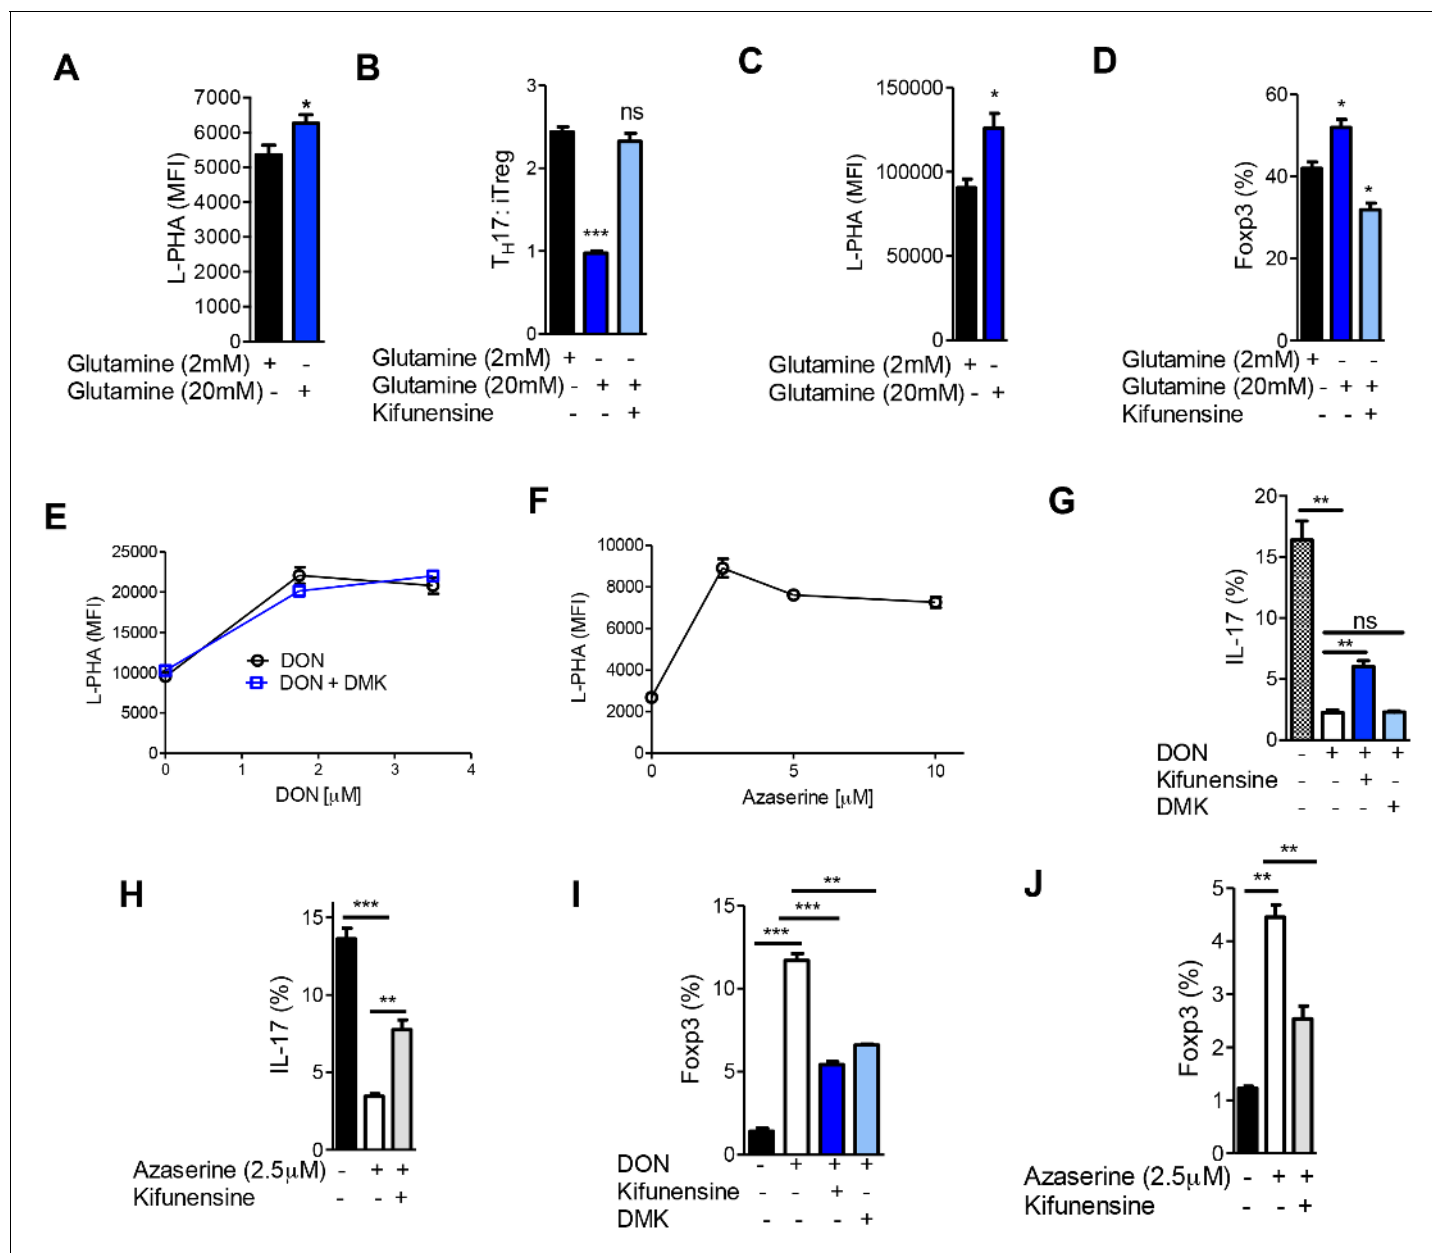 A
L-PHA (MFI)
7000
6000
5000
4000
3000
2000
1000
0
*
Glutamine (2mM) + -
Glutamine (20mM) - +
B
TH17: iTreg
3
2
1
0
***
ns
Glutamine (2mM) + - -
Glutamine (20mM) - + +
Kifunensine - - +
C
L-PHA (MFI)
150000
100000
50000
0
*
Glutamine (2mM) + -
Glutamine (20mM) - +
D
Foxp3 (%)
60
40
20
0
*
*
Glutamine (2mM) + - -
Glutamine (20mM) - + +
Kifunensine - - +
E
L-PHA (MFI)
25000
20000
15000
10000
5000
0
DON
DON + DMK
0 1 2 3 4
DON [μM]
F
L-PHA (MFI)
10000
8000
6000
4000
2000
0
0 5 10
Azaserine [μM]
G
IL-17 (%)
20
15
10
5
0
**
ns
**
DON - + + +
Kifunensine - - + -
DMK - - - +
H
IL-17 (%)
15
10
5
0
***
**
Azaserine (2.5μM) - + +
Kifunensine - - +
I
Foxp3 (%)
15
10
5
0
**
***
***
DON - + + +
Kifunensine - - + -
DMK - - - +
J
Foxp3 (%)
5
4
3
2
1
0
**
**
Azaserine (2.5μM) - + +
Kifunensine - - +